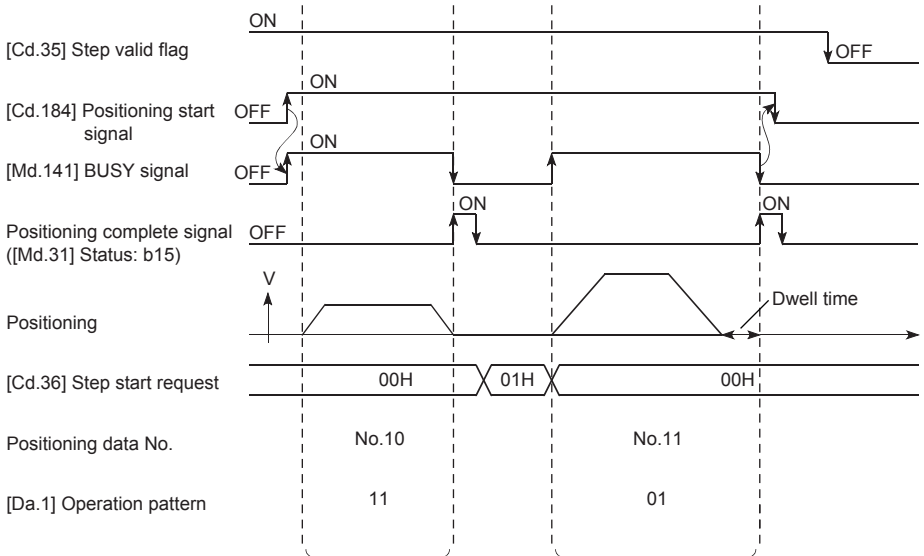 ON
[Cd.35] Step valid flag
OFF
ON
[Cd.184] Positioning start
signal
OFF
ON
[Md.141] BUSY signal
OFF
ON
ON
Positioning complete signal
([Md.31] Status: b15)
OFF
V
Dwell time
Positioning
[Cd.36] Step start request
00H
01H
00H
Positioning data No.
No.10
No.11
[Da.1] Operation pattern
11
01